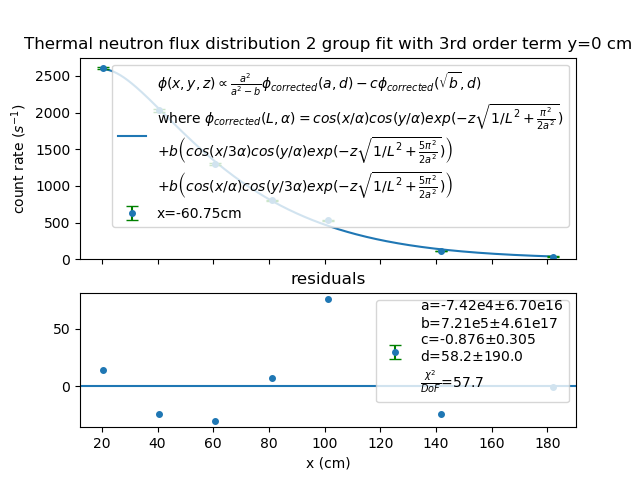 Thermal neutron flux distribution 2 group fit with 3rd order term y=0 cm
count rate (s⁻¹)
2500
2000
1500
1000
500
0
ϕ(x, y, z) ∝ a²/(a² − b) ϕ_corrected(a, d) − cϕ_corrected(√b, d)
where ϕ_corrected(L, α) = cos(x/α)cos(y/α)exp(−z√(1/L² + π²/2a²))
+b(cos(x/3α)cos(y/α)exp(−z√(1/L² + 5π²/2a²)))
+b(cos(x/α)cos(y/3α)exp(−z√(1/L² + 5π²/2a²)))
x=-60.75cm
residuals
50
0
a=-7.42e4±6.70e16
b=7.21e5±4.61e17
c=-0.876±0.305
d=58.2±190.0
χ²/DoF=57.7
20 40 60 80 100 120 140 160 180
x (cm)